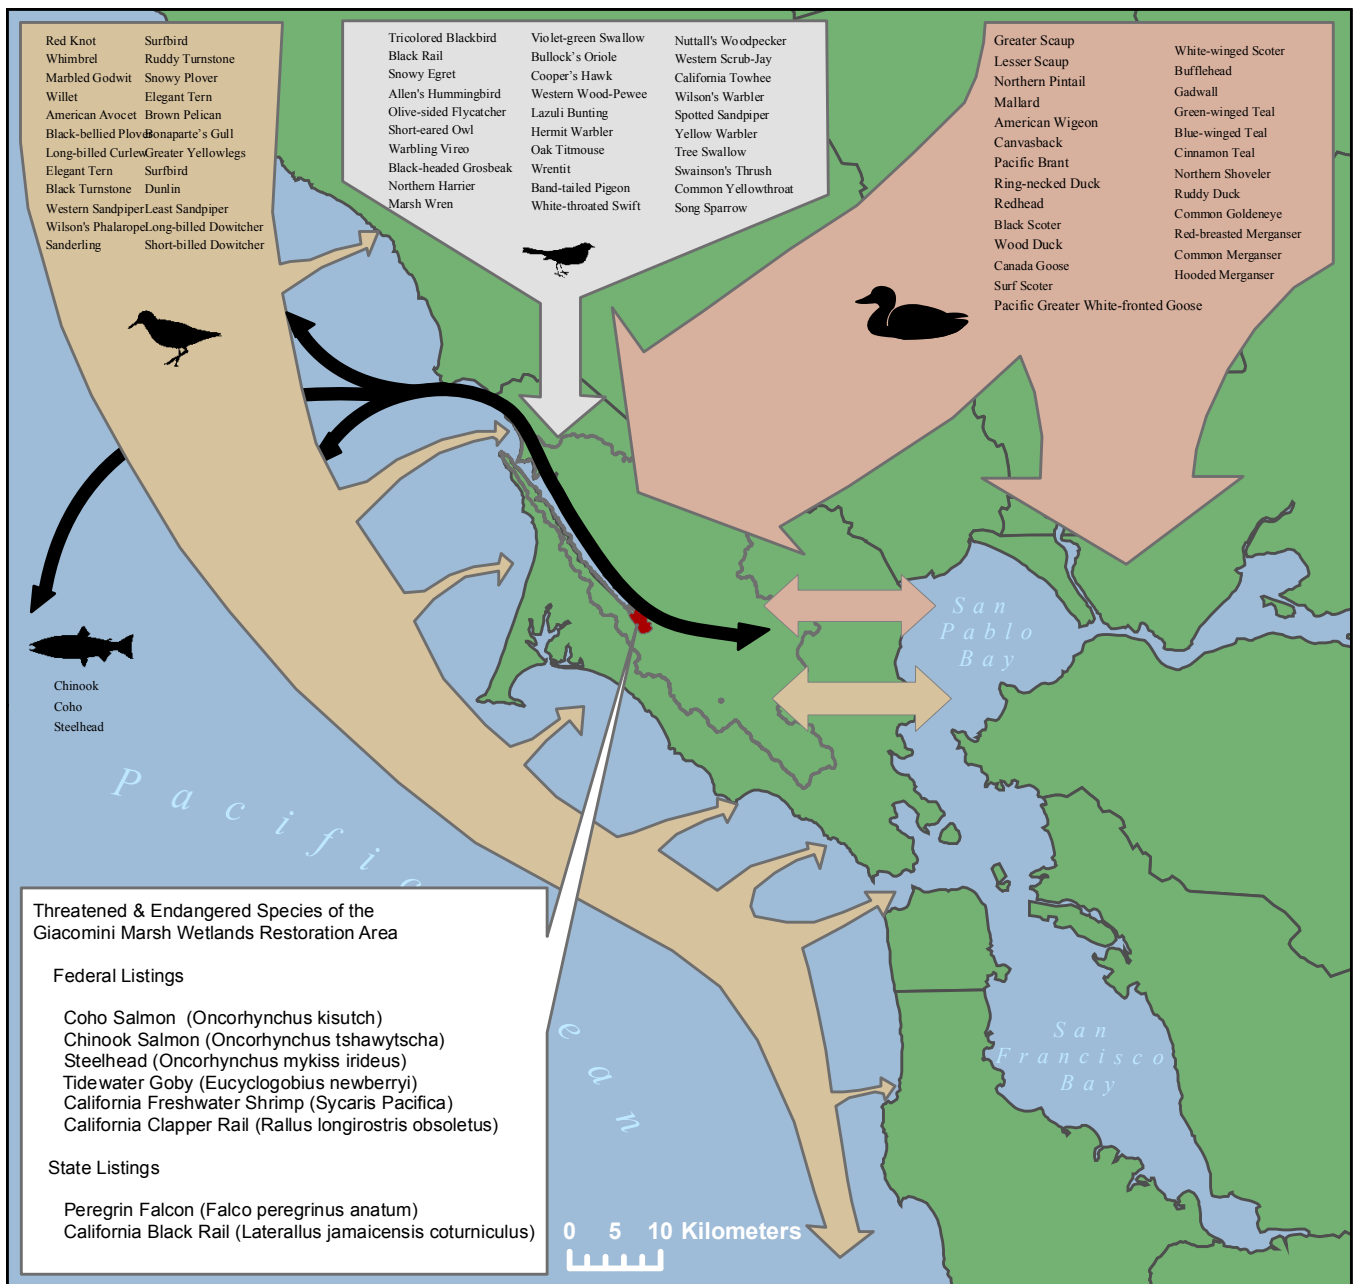 Red Knot
Whimbrel
Marbled Godwit
Willet
American Avocet
Black-bellied Plover
Long-billed Curlew
Elegant Tern
Black Turnstone
Western Sandpiper
Wilson's Phalarope
Sanderling
Surfbird
Ruddy Turnstone
Snowy Plover
Elegant Tern
Brown Pelican
Bonaparte's Gull
Greater Yellowlegs
Surfbird
Dunlin
Least Sandpiper
Long-billed Dowitcher
Short-billed Dowitcher
Tricolored Blackbird
Black Rail
Snowy Egret
Allen's Hummingbird
Olive-sided Flycatcher
Short-eared Owl
Warbling Vireo
Black-headed Grosbeak
Northern Harrier
Marsh Wren
Violet-green Swallow
Bullock's Oriole
Cooper's Hawk
Western Wood-Pewee
Lazuli Bunting
Hermit Warbler
Oak Titmouse
Wrentit
Band-tailed Pigeon
White-throated Swift
Nuttall's Woodpecker
Western Scrub-Jay
California Towhee
Wilson's Warbler
Spotted Sandpiper
Yellow Warbler
Tree Swallow
Swainson's Thrush
Common Yellowthroat
Song Sparrow
Greater Scaup
Lesser Scaup
Northern Pintail
Mallard
American Wigeon
Canvasback
Pacific Brant
Ring-necked Duck
Redhead
Black Scoter
Wood Duck
Canada Goose
Surf Scoter
Pacific Greater White-fronted Goose
White-winged Scoter
Bufflehead
Gadwall
Green-winged Teal
Blue-winged Teal
Cinnamon Teal
Northern Shoveler
Ruddy Duck
Common Goldeneye
Red-breasted Merganser
Common Merganser
Hooded Merganser
Chinook
Coho
Steelhead
San
Pablo
Bay
Pacific
ean
San
Francisco
Bay
Threatened & Endangered Species of the
Giacomini Marsh Wetlands Restoration Area
Federal Listings
Coho Salmon (Oncorhynchus kisutch)
Chinook Salmon (Oncorhynchus tshawytscha)
Steelhead (Oncorhynchus mykiss irideus)
Tidewater Goby (Eucyclogobius newberryi)
California Freshwater Shrimp (Sycaris Pacifica)
California Clapper Rail (Rallus longirostris obsoletus)
State Listings
Peregrin Falcon (Falco peregrinus anatum)
California Black Rail (Laterallus jamaicensis coturniculus)
0 5 10 Kilometers